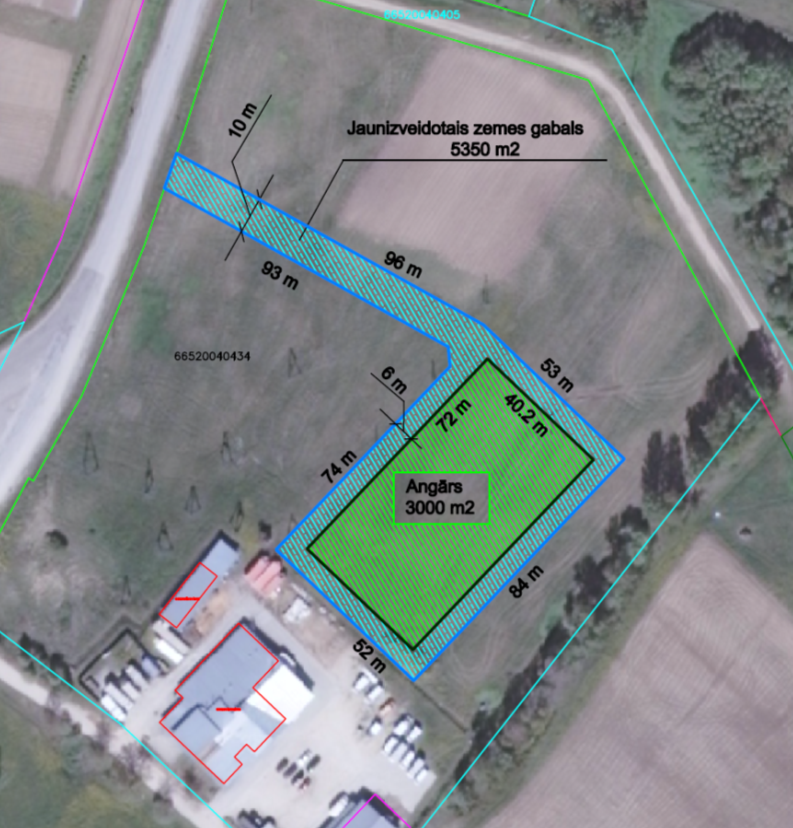 66520040405
10 m
Jaunizveidotais zemes gabals
5350 m2
96 m
93 m
66520040434
53 m
6 m
72 m
40.2 m
74 m
Angārs
3000 m2
84 m
52 m